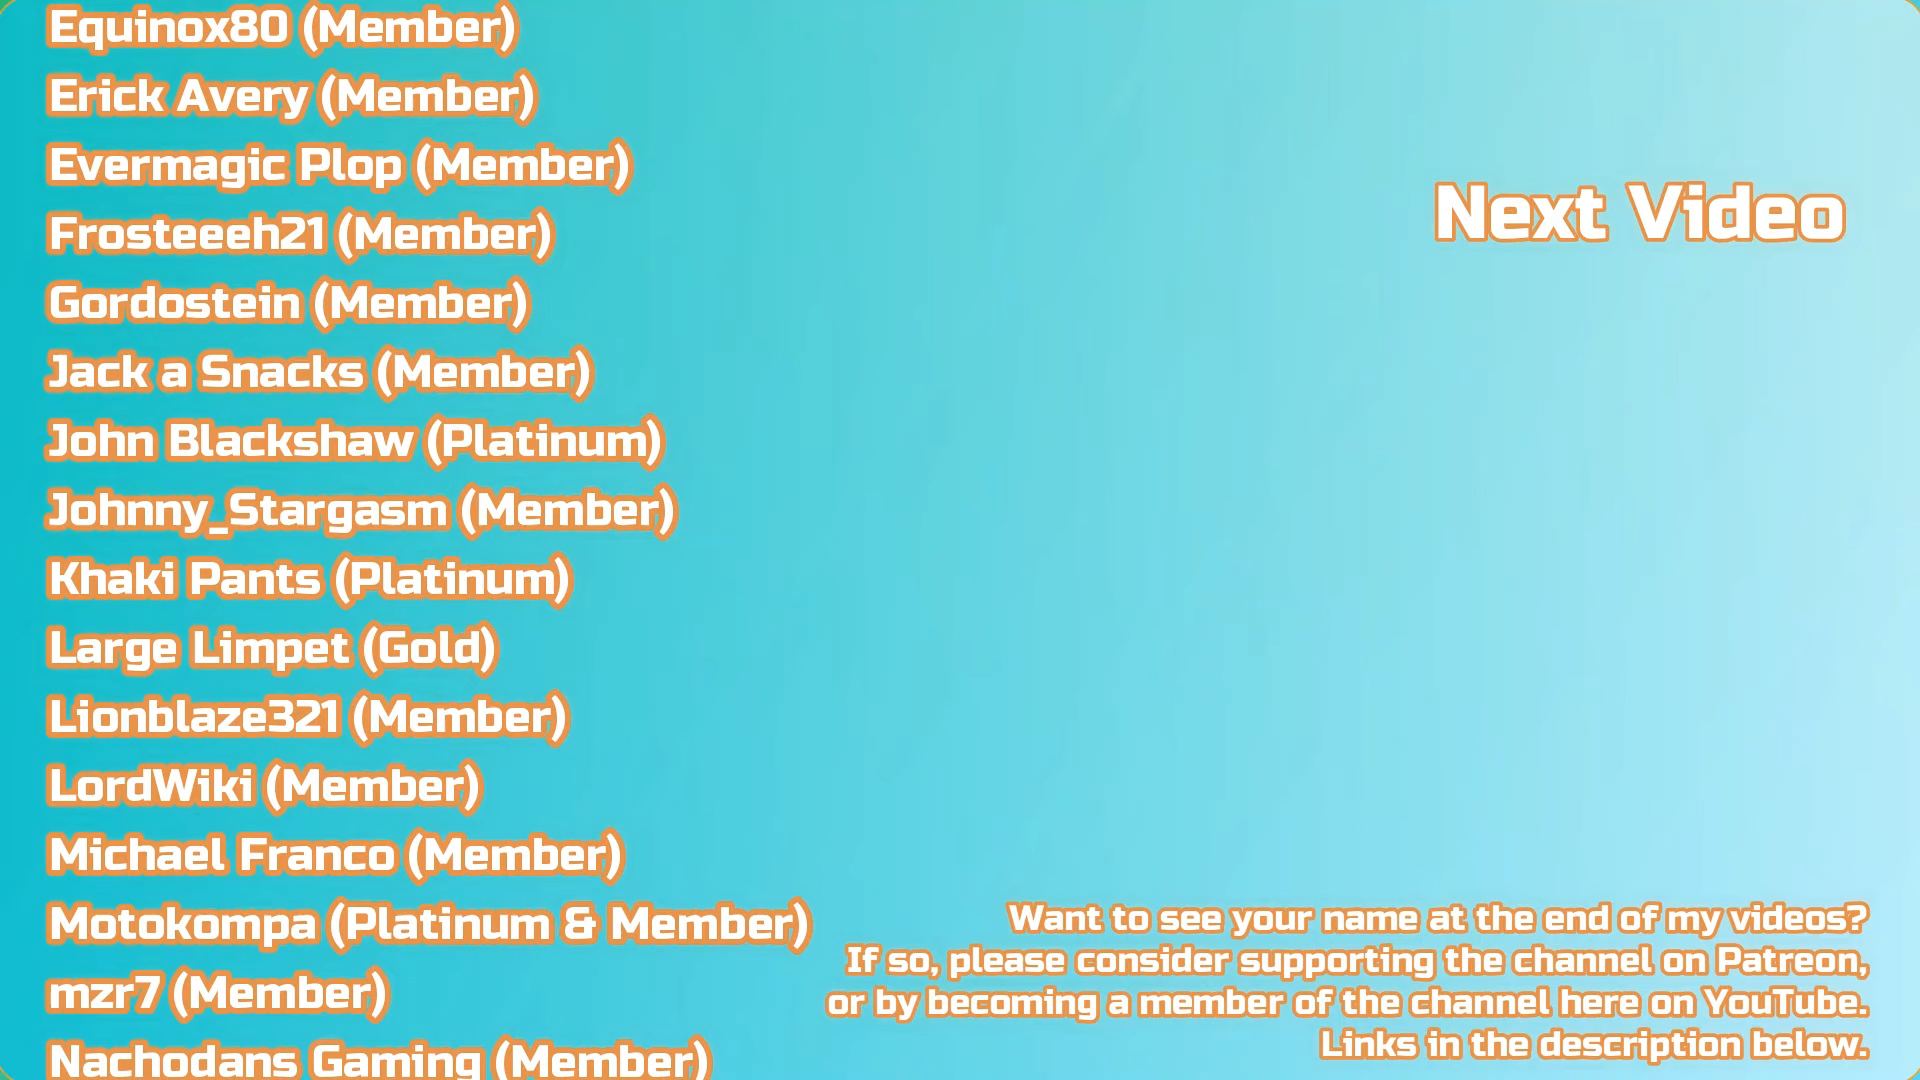 Equinox80 (Member)
Erick Avery (Member)
Evermagic Plop (Member)
Frosteeeh21 (Member)
Gordostein (Member)
Jack a Snacks (Member)
John Blackshaw (Platinum)
Johnny_Stargasm (Member)
Khaki Pants (Platinum)
Large Limpet (Gold)
Lionblaze321 (Member)
LordWiki (Member)
Michael Franco (Member)
Motokompa (Platinum & Member)
mzr7 (Member)
Nachodans Gaming (Member)
Next Video
Want to see your name at the end of my videos?
If so, please consider supporting the channel on Patreon,
or by becoming a member of the channel here on YouTube.
Links in the description below.